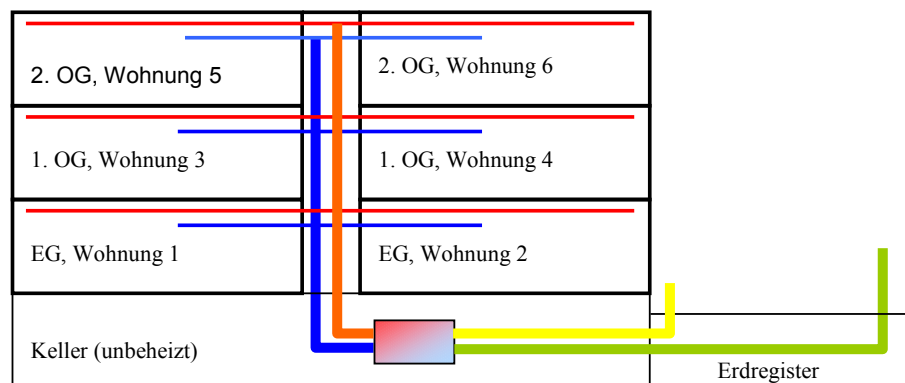 2. OG, Wohnung 5
2. OG, Wohnung 6
1. OG, Wohnung 3
1. OG, Wohnung 4
EG, Wohnung 1
EG, Wohnung 2
Keller (unbeheizt)
Erdregister